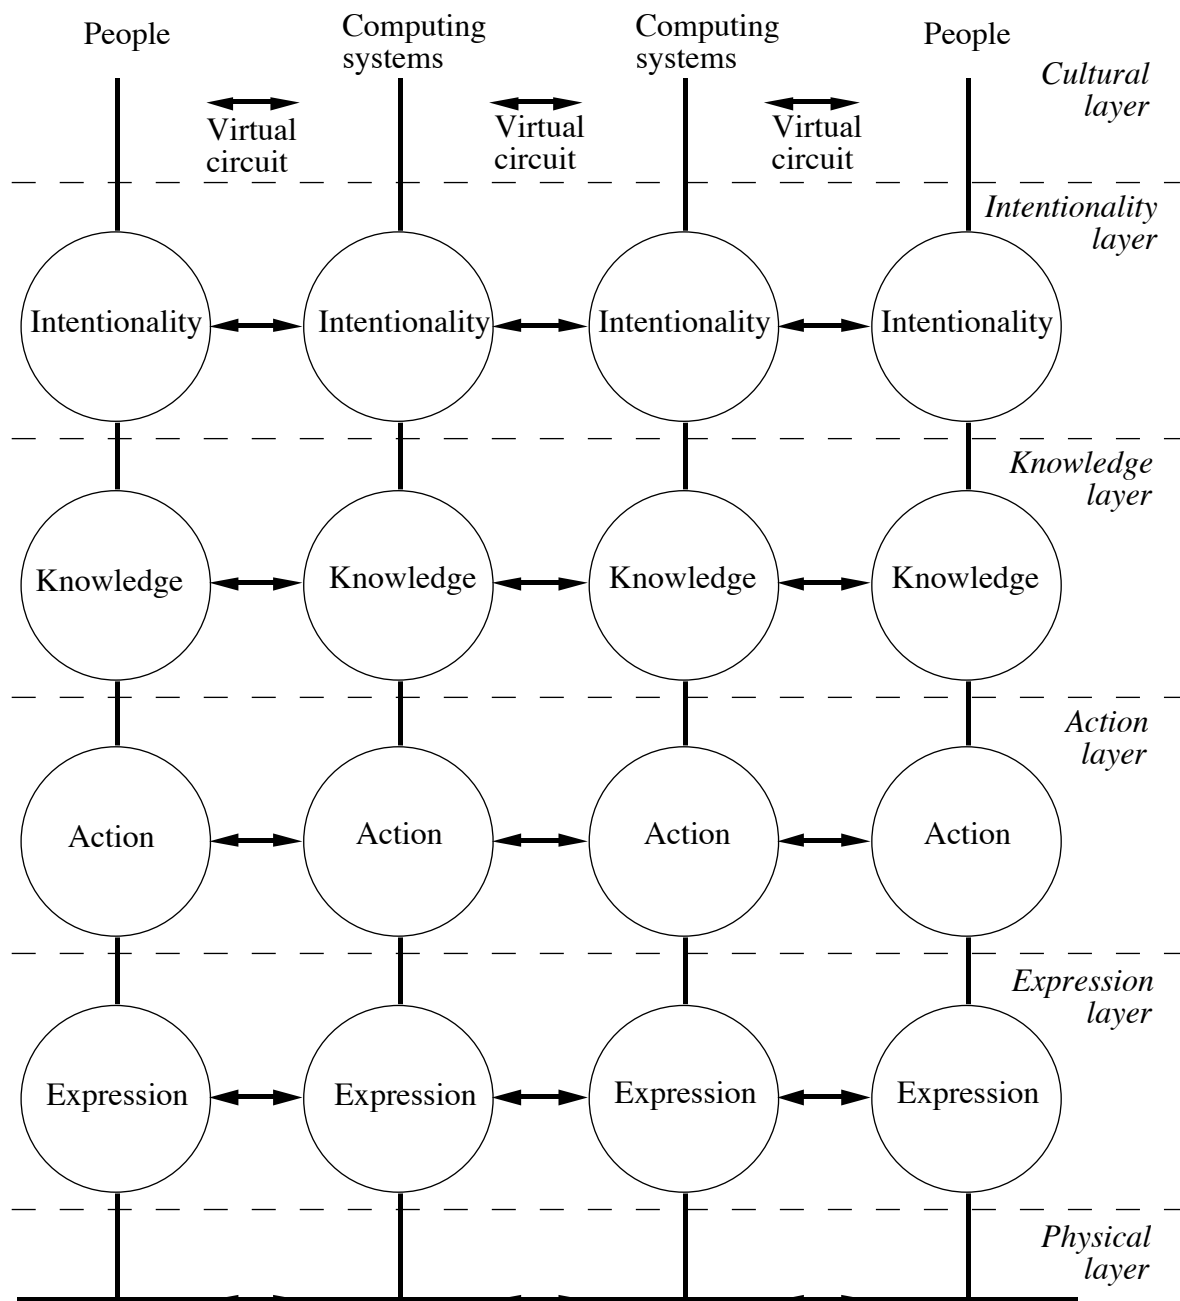 People
Computing
systems
Computing
systems
People
Cultural
layer
Virtual
circuit
Virtual
circuit
Virtual
circuit
Intentionality
layer
Intentionality
Intentionality
Intentionality
Intentionality
Knowledge
layer
Knowledge
Knowledge
Knowledge
Knowledge
Action
layer
Action
Action
Action
Action
Expression
layer
Expression
Expression
Expression
Expression
Physical
layer